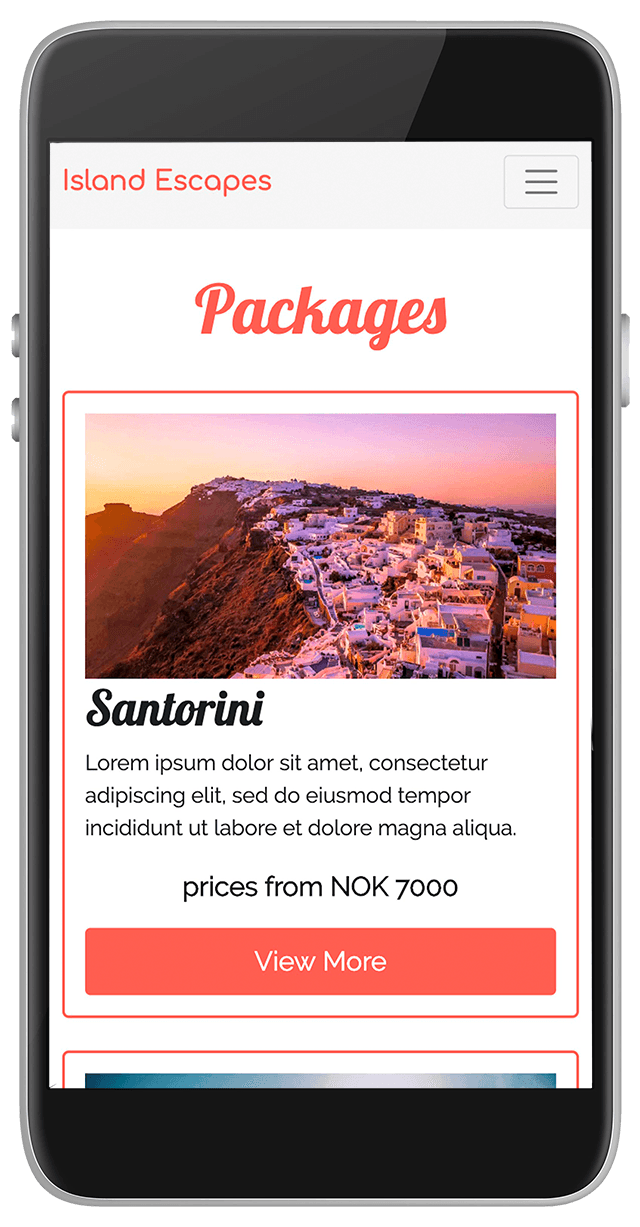 Island Escapes
Packages
Santorini
Lorem ipsum dolor sit amet, consectetur
adipiscing elit, sed do eiusmod tempor
incididunt ut labore et dolore magna aliqua.
prices from NOK 7000
View More